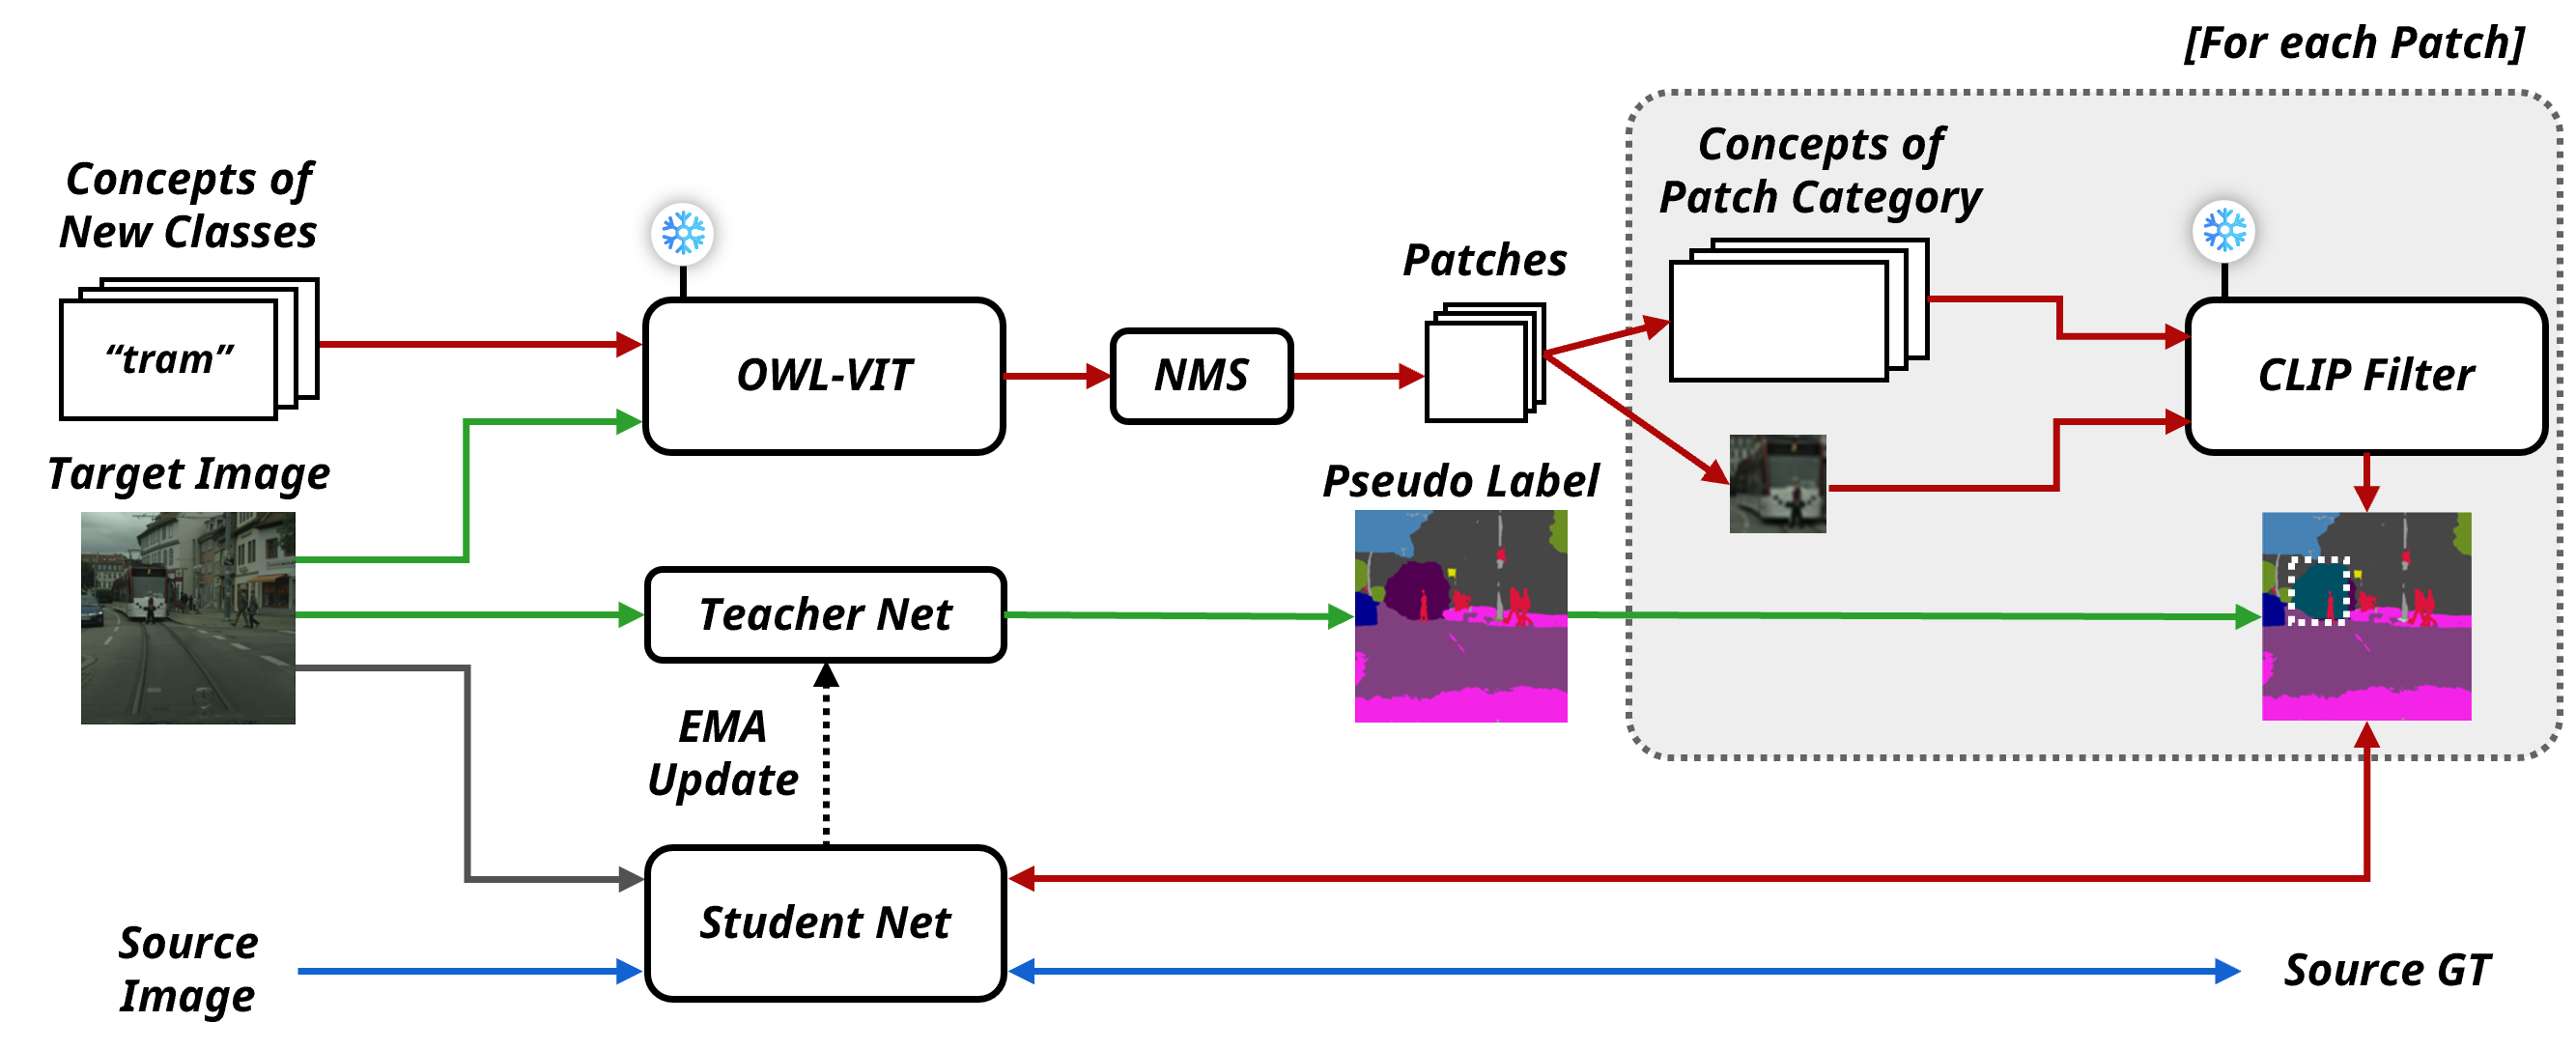 [For each Patch]
Concepts of
New Classes
"tram"
Target Image
OWL-VIT
NMS
Patches
Concepts of
Patch Category
CLIP Filter
Pseudo Label
Teacher Net
EMA
Update
Student Net
Source
Image
Source GT